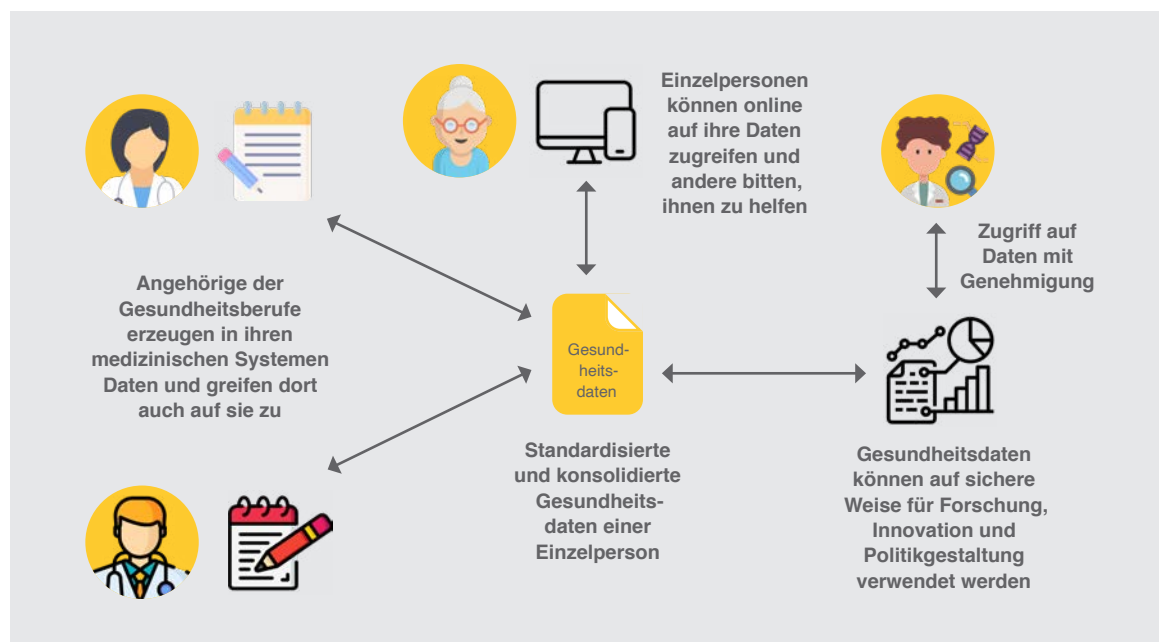 Einzelpersonen
können online
auf ihre Daten
zugreifen und
andere bitten,
ihnen zu helfen
Zugriff auf
Daten mit
Genehmigung
Angehörige der
Gesundheitsberufe
erzeugen in ihren
medizinischen Systemen
Daten und greifen dort
auch auf sie zu
Gesund-
heits-
daten
Standardisierte
und konsolidierte
Gesundheits-
daten einer
Einzelperson
Gesundheitsdaten
können auf sichere
Weise für Forschung,
Innovation und
Politikgestaltung
verwendet werden